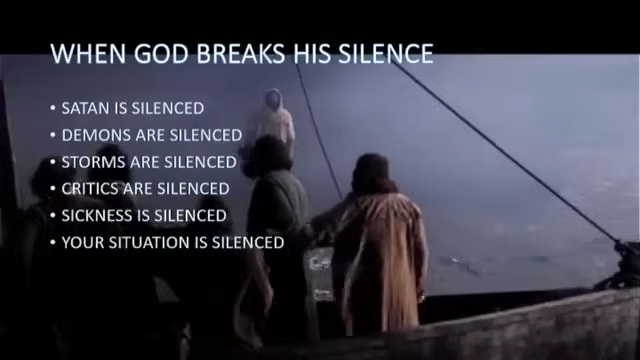 WHEN GOD BREAKS HIS SILENCE
• SATAN IS SILENCED
• DEMONS ARE SILENCED
• STORMS ARE SILENCED
• CRITICS ARE SILENCED
• SICKNESS IS SILENCED
• YOUR SITUATION IS SILENCED